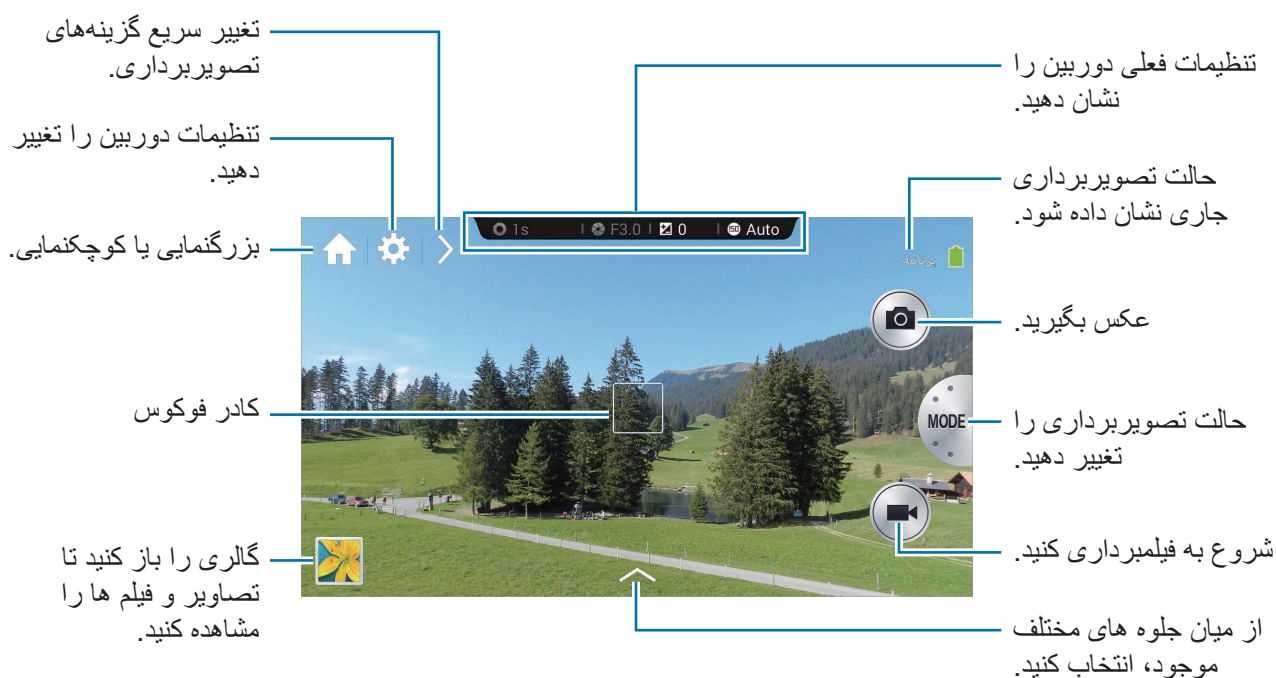 تغییر سریع گزینه‌های
تصویربرداری.
تنظیمات دوربین را تغییر
دهید.
بزرگنمایی یا کوچکنمایی.
کادر فوکوس
گالری را باز کنید تا
تصاویر و فیلم ها را
مشاهده کنید.
تنظیمات فعلی دوربین را
نشان دهید.
حالت تصویربرداری
جاری نشان داده شود.
عکس بگیرید.
حالت تصویربرداری را
تغییر دهید.
شروع به فیلمبرداری کنید.
از میان جلوه های مختلف
موجود، انتخاب کنید.
1s F3.0 0 ISO Auto
برنامه
MODE